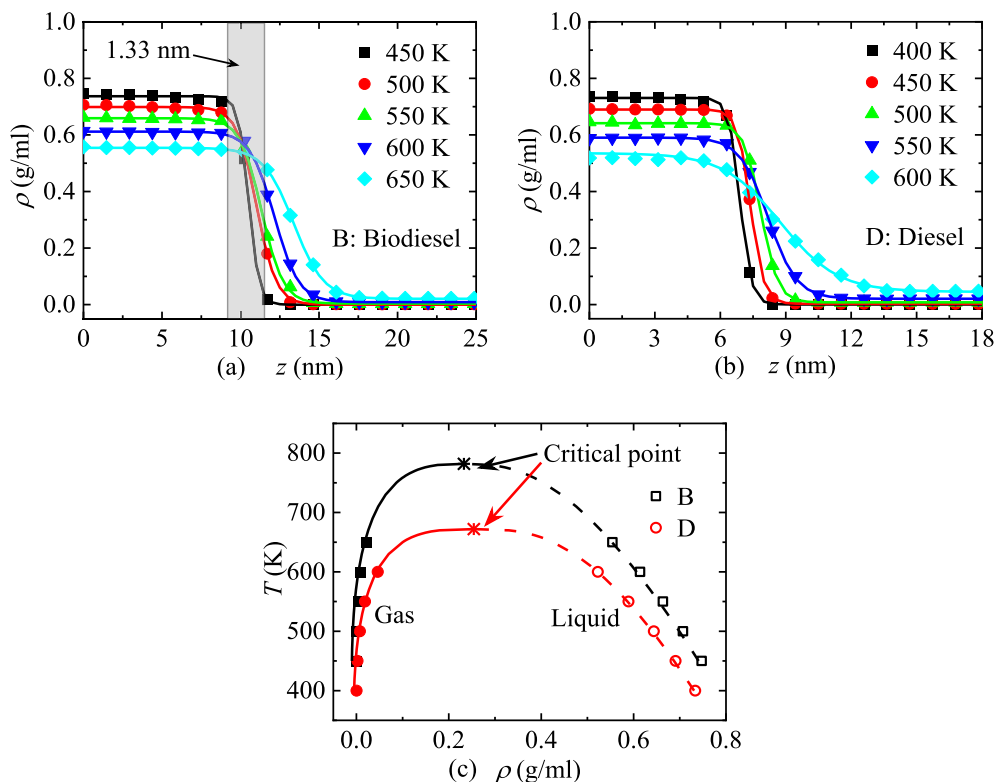 0.0
0.2
0.4
0.6
0.8
1.0
ρ (g/ml)
1.33 nm
450 K
500 K
550 K
600 K
650 K
B: Biodiesel
0
5
10
15
20
25
(a) z (nm)
0.0
0.2
0.4
0.6
0.8
1.0
ρ (g/ml)
400 K
450 K
500 K
550 K
600 K
D: Diesel
0
3
6
9
12
15
18
(b) z (nm)
800
700
600
500
400
T (K)
Critical point
B
D
Gas
Liquid
0.0
0.2
0.4
0.6
0.8
(c) ρ (g/ml)